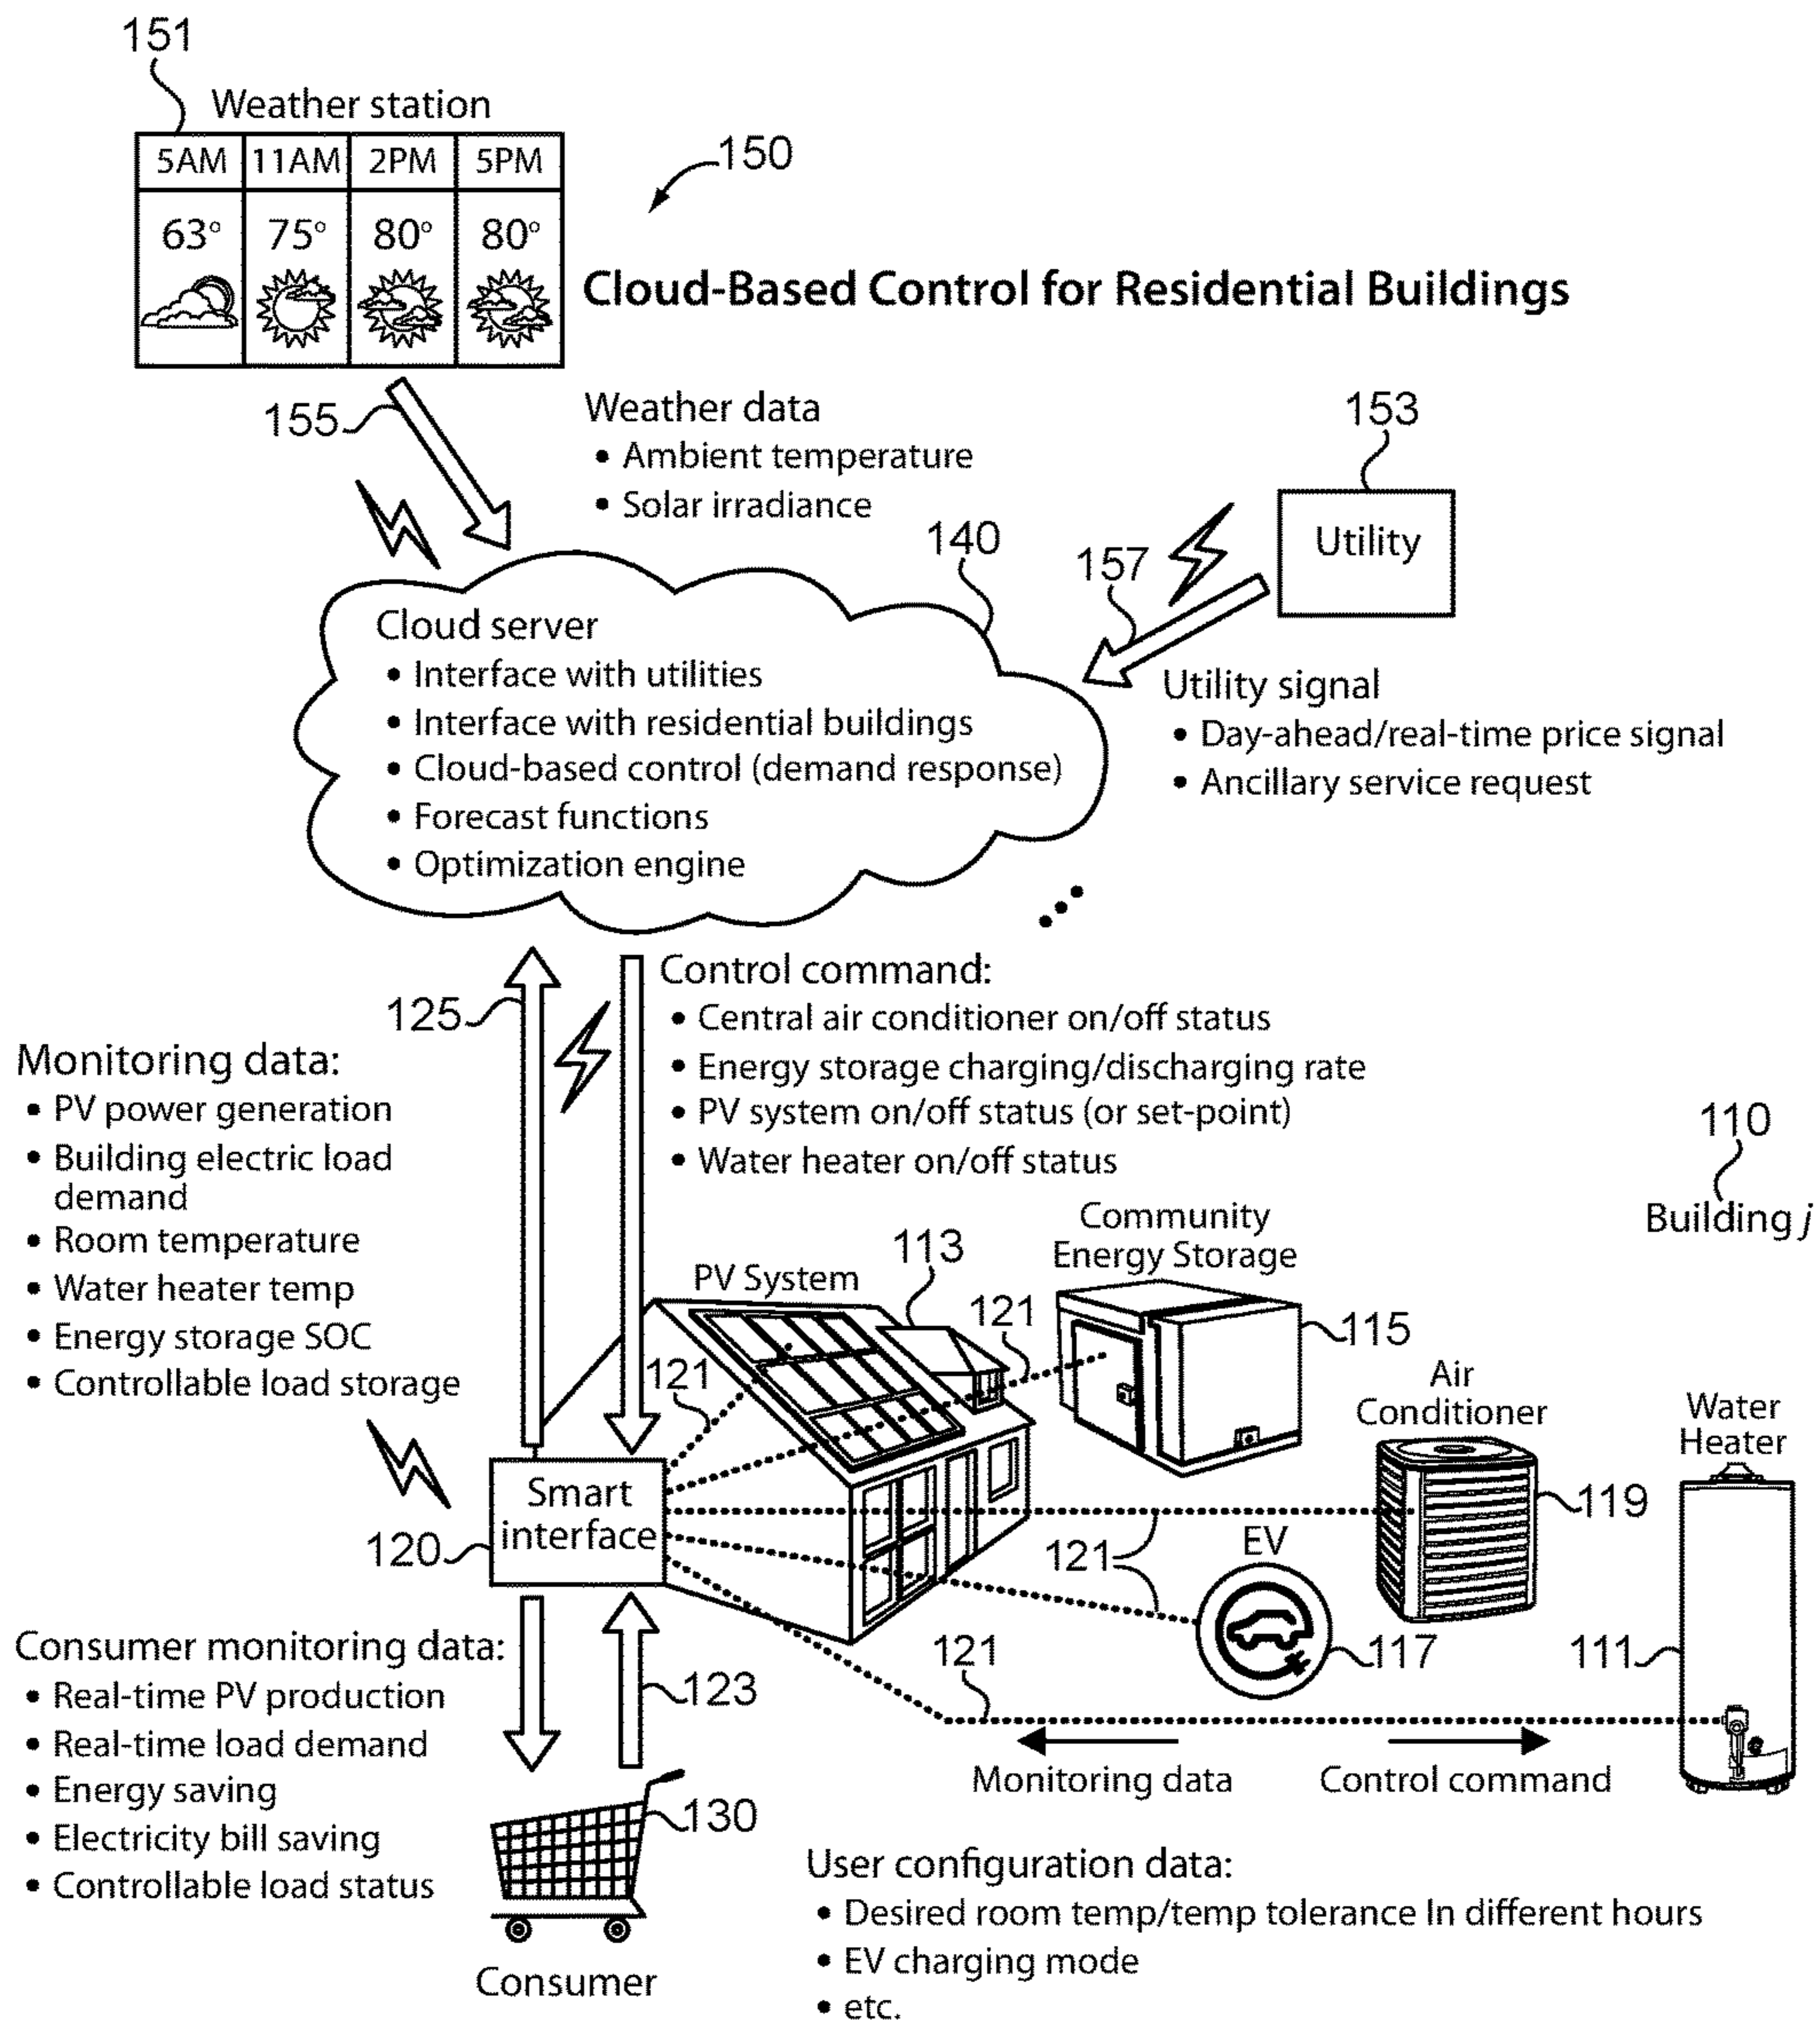 151
Weather station
5AM 11AM 2PM 5PM
63° 75° 80° 80°
150
Cloud-Based Control for Residential Buildings
155
Weather data
• Ambient temperature
• Solar irradiance
153
Utility
157
Utility signal
• Day-ahead/real-time price signal
• Ancillary service request
140
Cloud server
• Interface with utilities
• Interface with residential buildings
• Cloud-based control (demand response)
• Forecast functions
• Optimization engine
125
Control command:
• Central air conditioner on/off status
• Energy storage charging/discharging rate
• PV system on/off status (or set-point)
• Water heater on/off status
Monitoring data:
• PV power generation
• Building electric load
demand
• Room temperature
• Water heater temp
• Energy storage SOC
• Controllable load storage
110
Building j
PV System
113
Community
Energy Storage
121
121
115
Air
Conditioner
119
Water
Heater
Smart
interface
120
121
EV
117
111
121
Monitoring data
Control command
Consumer monitoring data:
• Real-time PV production
• Real-time load demand
• Energy saving
• Electricity bill saving
• Controllable load status
123
130
Consumer
User configuration data:
• Desired room temp/temp tolerance In different hours
• EV charging mode
• etc.